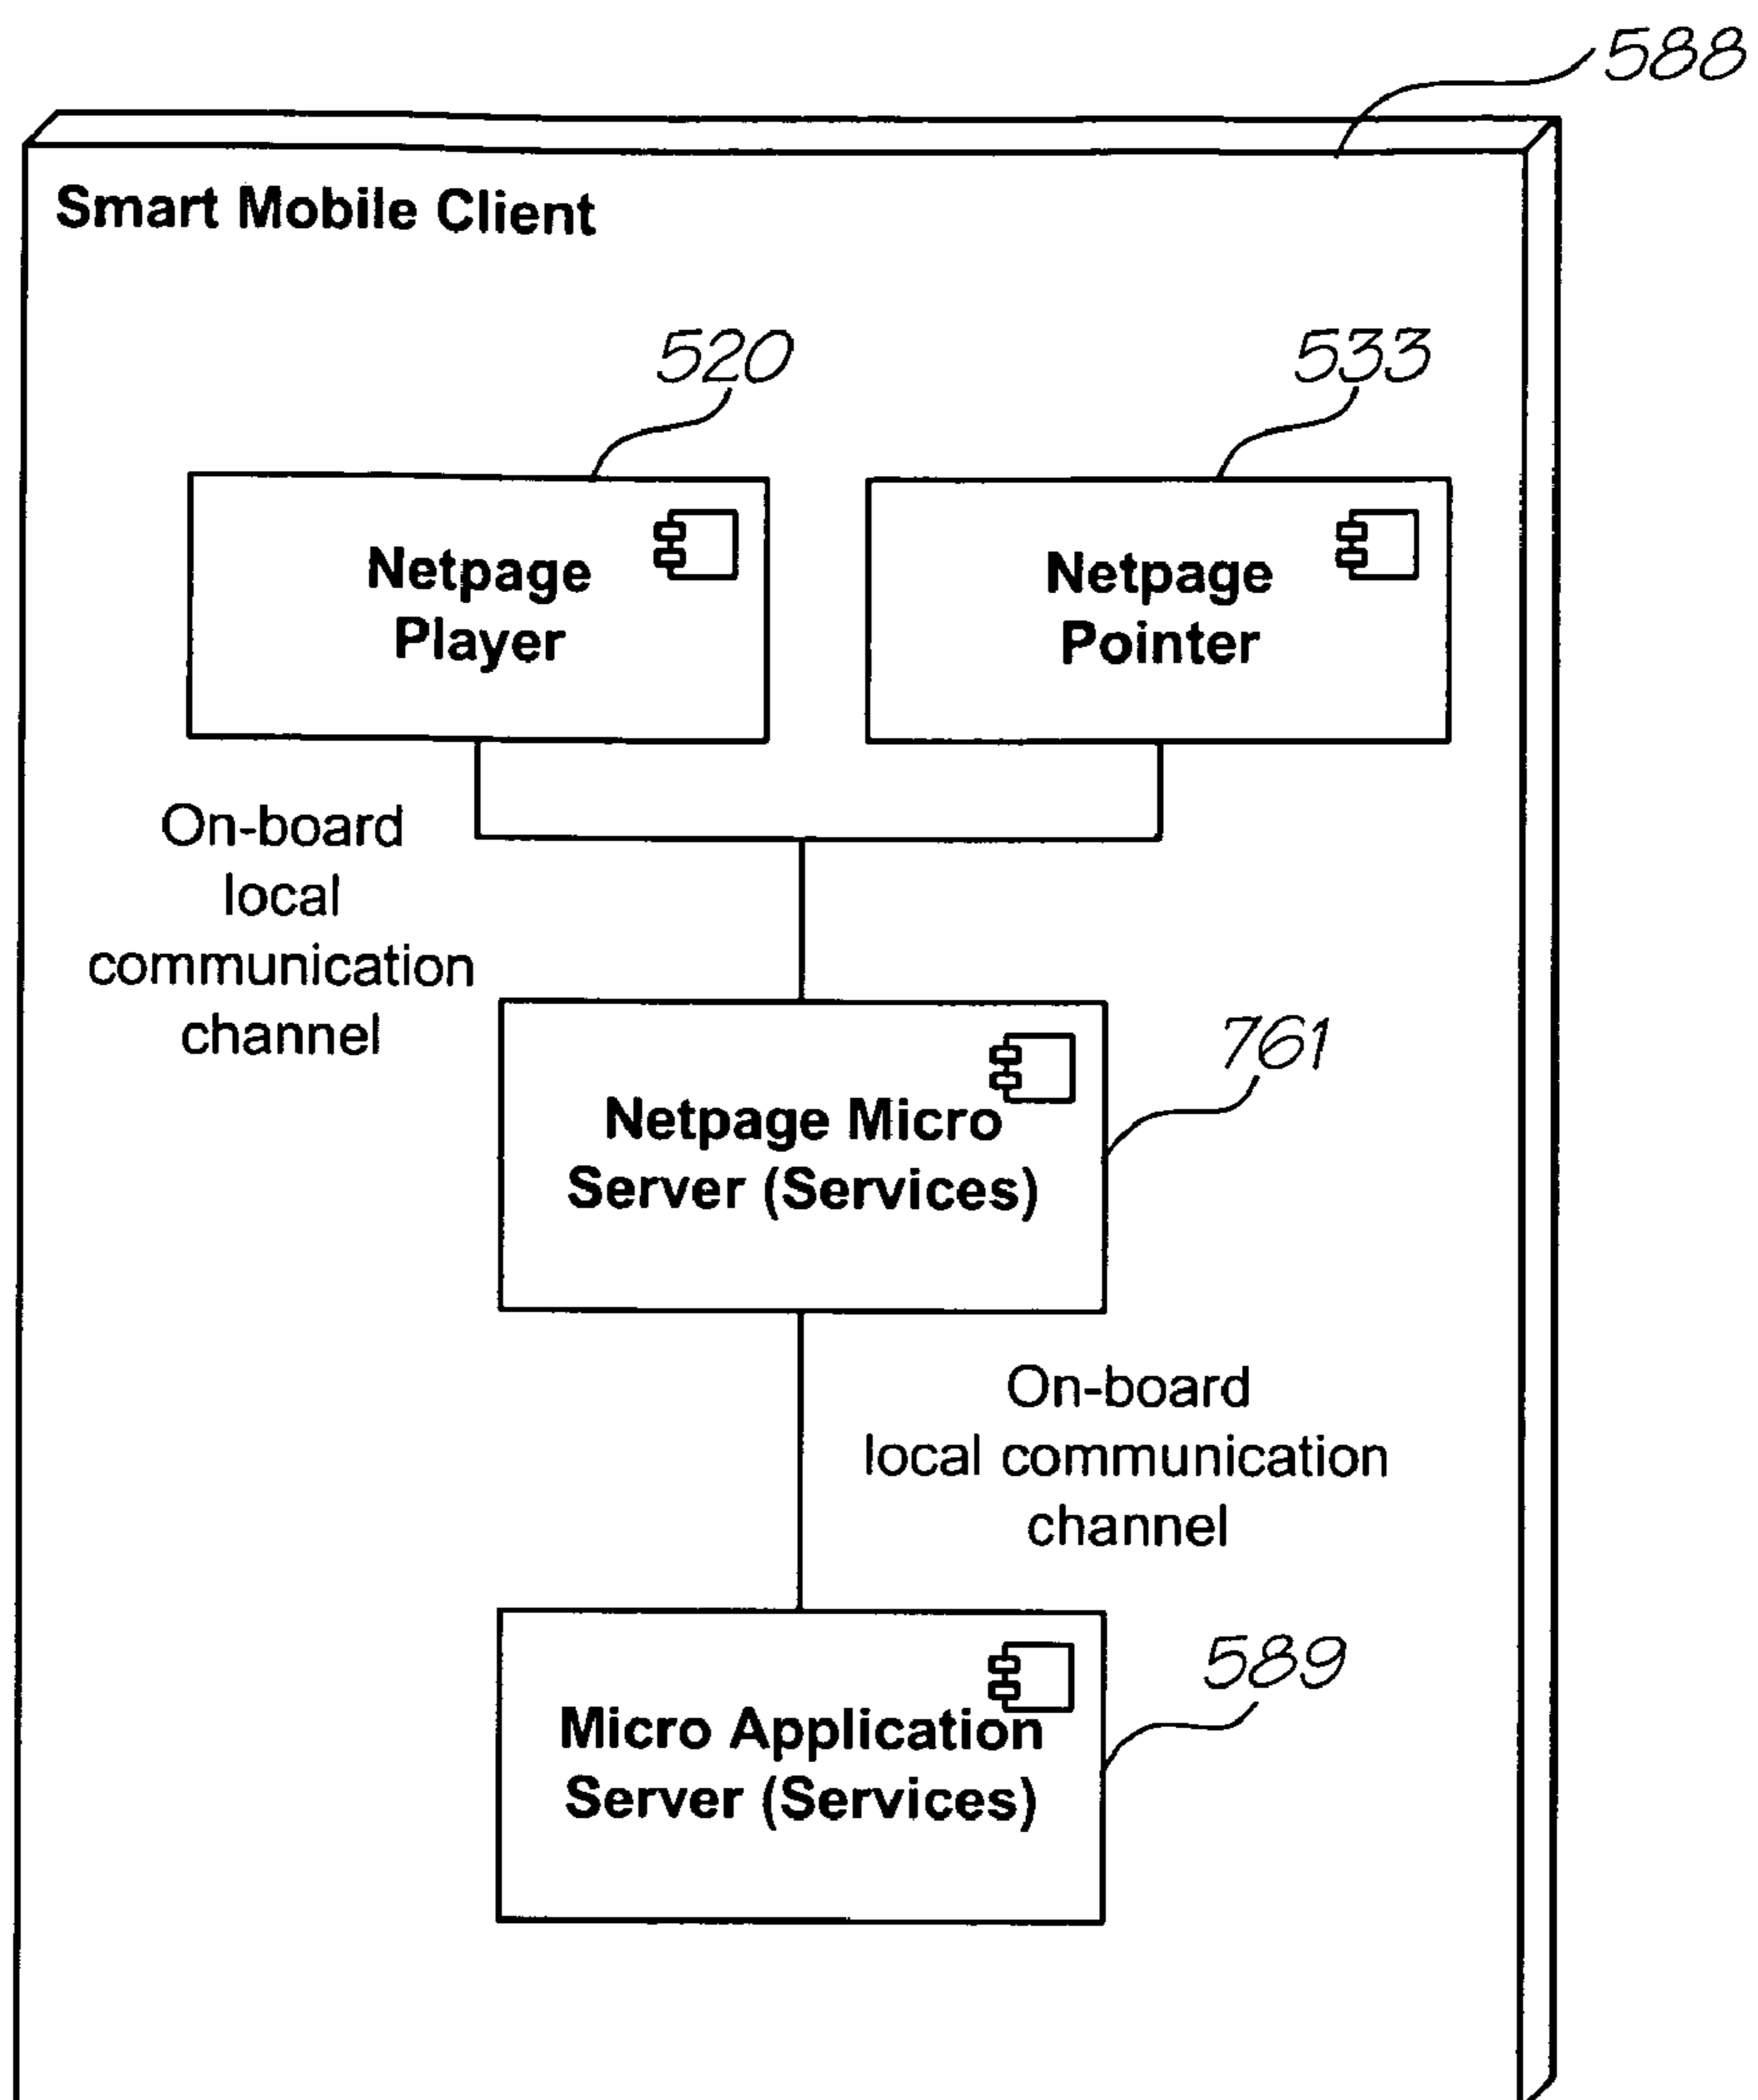 588
Smart Mobile Client
520
533
Netpage
Player
Netpage
Pointer
On-board
local
communication
channel
761
Netpage Micro
Server (Services)
On-board
local communication
channel
589
Micro Application
Server (Services)